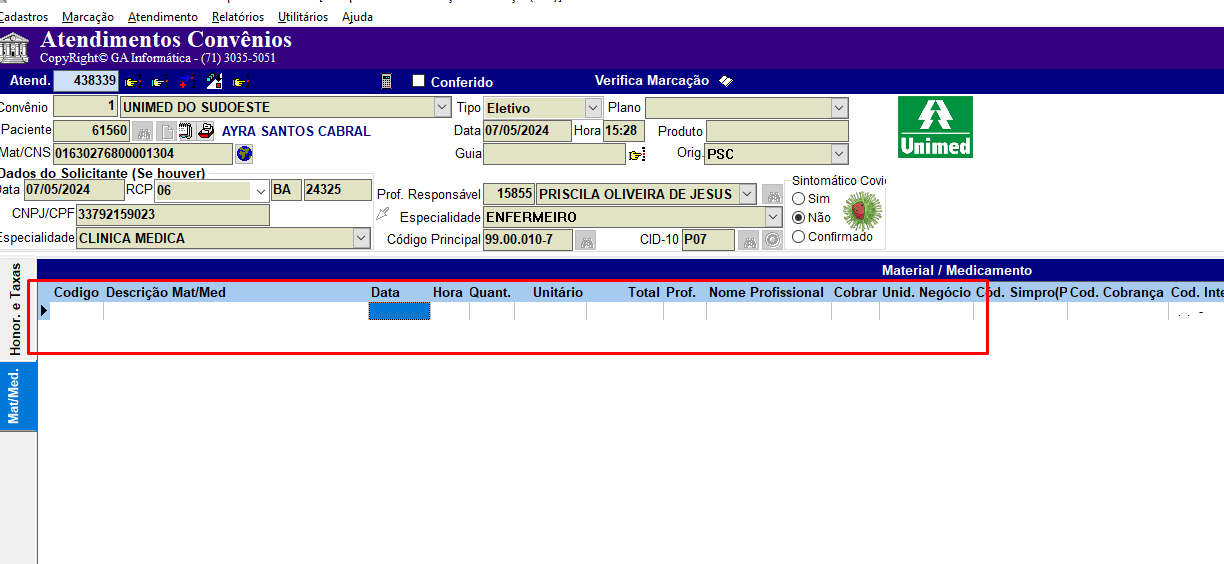 Cadastros Marcação Atendimento Relatórios Utilitários Ajuda
Atendimentos Convênios
CopyRight© GA Informática - (71) 3035-5051
Atend. 438339 Conferido Verifica Marcação
Convênio 1 UNIMED DO SUDOESTE Tipo Eletivo Plano
Paciente 61560 AYRA SANTOS CABRAL Data 07/05/2024 Hora 15:28 Produto
Mat/CNS 01630276800001304 Guia Orig. PSC
Unimed
Dados do Solicitante (Se houver)
Data 07/05/2024 RCP 06 BA 24325
CNPJ/CPF 33792159023
Especialidade CLINICA MEDICA
Prof. Responsável 15855 PRISCILA OLIVEIRA DE JESUS
Especialidade ENFERMEIRO
Código Principal 99.00.010-7 CID-10 P07
Sintomático Covi
Sim
Não
Confirmado
Material / Medicamento
Codigo Descrição Mat/Med Data Hora Quant. Unitário Total Prof. Nome Profissional Cobrar Unid. Negócio Cód. Simpro(P Cod. Cobrança Cod. Inte
. . -
Honor. e Taxas
Mat/Med.